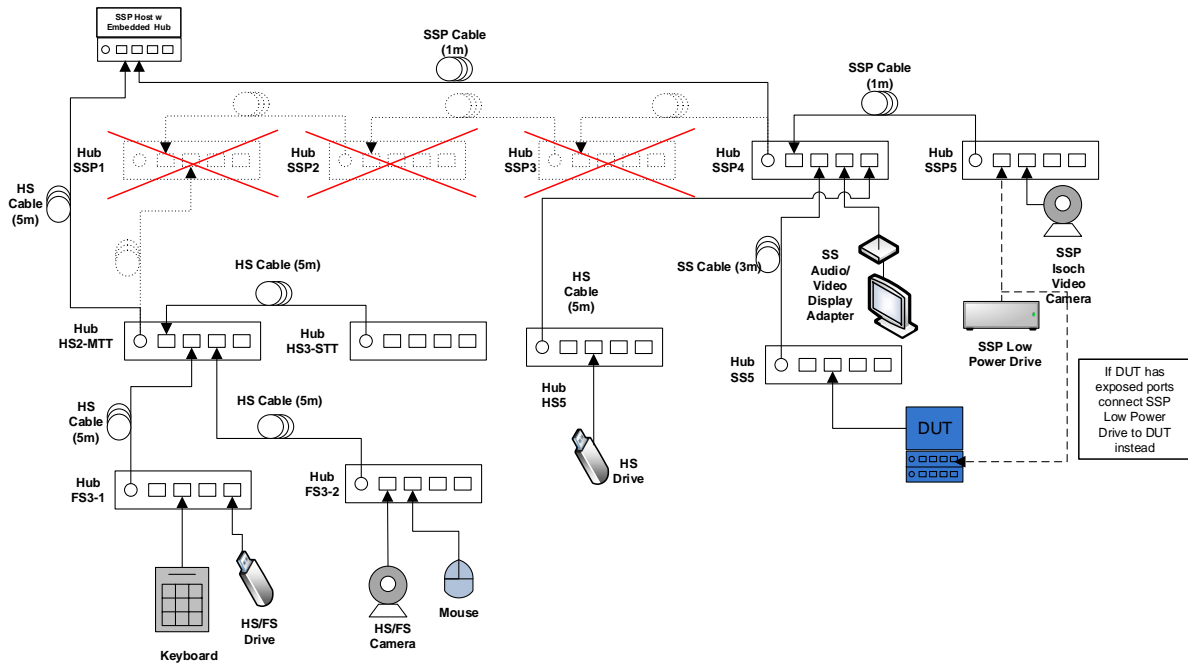 SSP Host w
Embedded Hub
SSP Cable
(1m)
SSP Cable
(1m)
Hub
SSP1
Hub
SSP2
Hub
SSP3
Hub
SSP4
Hub
SSP5
HS
Cable
(5m)
HS Cable (5m)
SS Cable (3m)
SS
Audio/
Video
Display
Adapter
SSP
Isoch
Video
Camera
HS
Cable
(5m)
Hub
HS2-MTT
Hub
HS3-STT
Hub
HS5
SSP Low
Power Drive
Hub
SS5
If DUT has
exposed ports
connect SSP
Low Power
Drive to DUT
instead
HS
Cable
(5m)
HS Cable (5m)
DUT
Hub
FS3-1
Hub
FS3-2
HS
Drive
Keyboard
HS/FS
Drive
HS/FS
Camera
Mouse